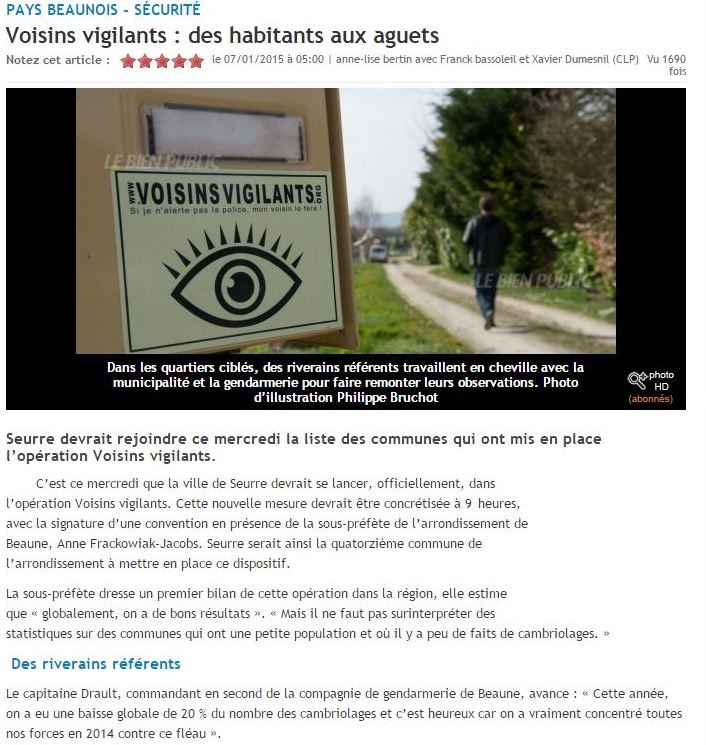 PAYS BEAUNOIS - SÉCURITÉ
Voisins vigilants : des habitants aux aguets
Notez cet article : le 07/01/2015 à 05:00 | anne-lise bertin avec Franck bassoleil et Xavier Dumesnil (CLP) Vu 1690
fois
LE BIEN PUBLIC
WWW.VOISINSVIGILANTS.ORG
Si je n'alerte pas la police, mon voisin le fera !
LE BIEN PUBLIC
Dans les quartiers ciblés, des riverains référents travaillent en cheville avec la
municipalité et la gendarmerie pour faire remonter leurs observations. Photo
d'illustration Philippe Bruchot
photo
HD
(abonnés)
Seurre devrait rejoindre ce mercredi la liste des communes qui ont mis en place
l'opération Voisins vigilants.
C'est ce mercredi que la ville de Seurre devrait se lancer, officiellement, dans
l'opération Voisins vigilants. Cette nouvelle mesure devrait être concrétisée à 9 heures,
avec la signature d'une convention en présence de la sous-préfète de l'arrondissement de
Beaune, Anne Frackowiak-Jacobs. Seurre serait ainsi la quatorzième commune de
l'arrondissement à mettre en place ce dispositif.
La sous-préfète dresse un premier bilan de cette opération dans la région, elle estime
que « globalement, on a de bons résultats ». « Mais il ne faut pas surinterpréter des
statistiques sur des communes qui ont une petite population et où il y a peu de faits de cambriolages. »
Des riverains référents
Le capitaine Drault, commandant en second de la compagnie de gendarmerie de Beaune, avance : « Cette année,
on a eu une baisse globale de 20 % du nombre des cambriolages et c'est heureux car on a vraiment concentré toutes
nos forces en 2014 contre ce fléau ».